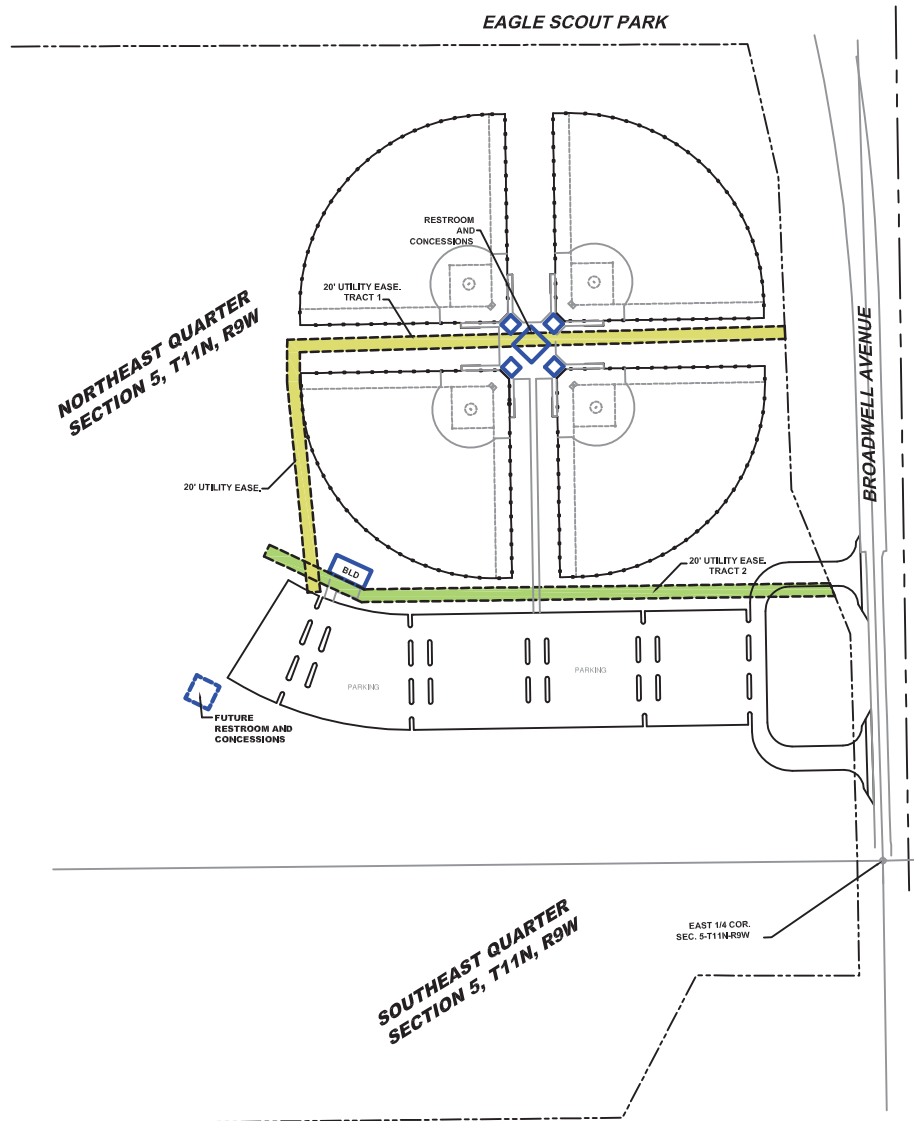 EAGLE SCOUT PARK
RESTROOM
AND
CONCESSIONS
20' UTILITY EASE.
TRACT 1
NORTHEAST QUARTER
SECTION 5, T11N, R9W
BROADWELL AVENUE
20' UTILITY EASE.
BLD
20' UTILITY EASE.
TRACT 2
PARKING
PARKING
FUTURE
RESTROOM AND
CONCESSIONS
EAST 1/4 COR.
SEC. 5-T11N-R9W
SOUTHEAST QUARTER
SECTION 5, T11N, R9W